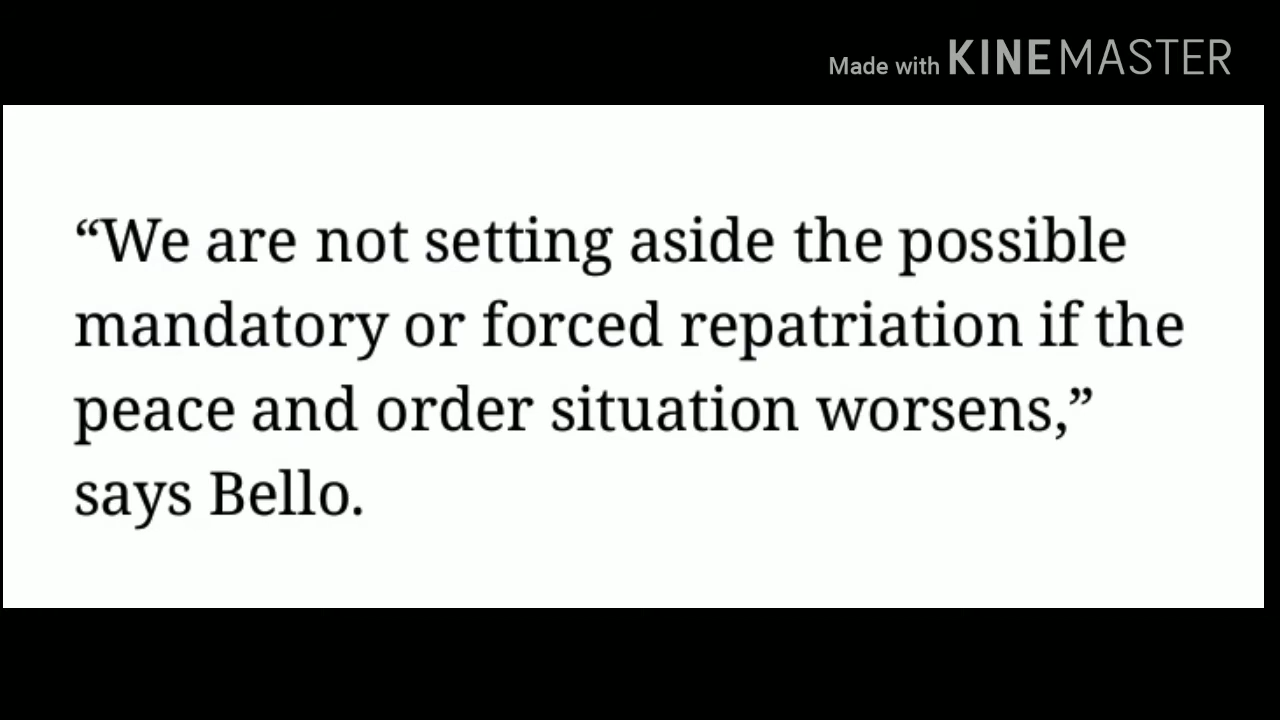 Made with KINEMASTER
“We are not setting aside the possible
mandatory or forced repatriation if the
peace and order situation worsens,”
says Bello.